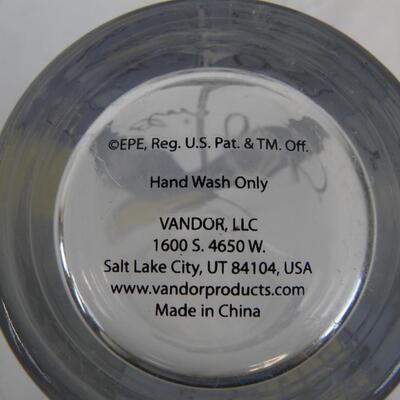 ©EPE, Reg. U.S. Pat. & TM. Off.
Hand Wash Only
VANDOR, LLC
1600 S. 4650 W.
Salt Lake City, UT 84104, USA
www.vandorproducts.com
Made in China